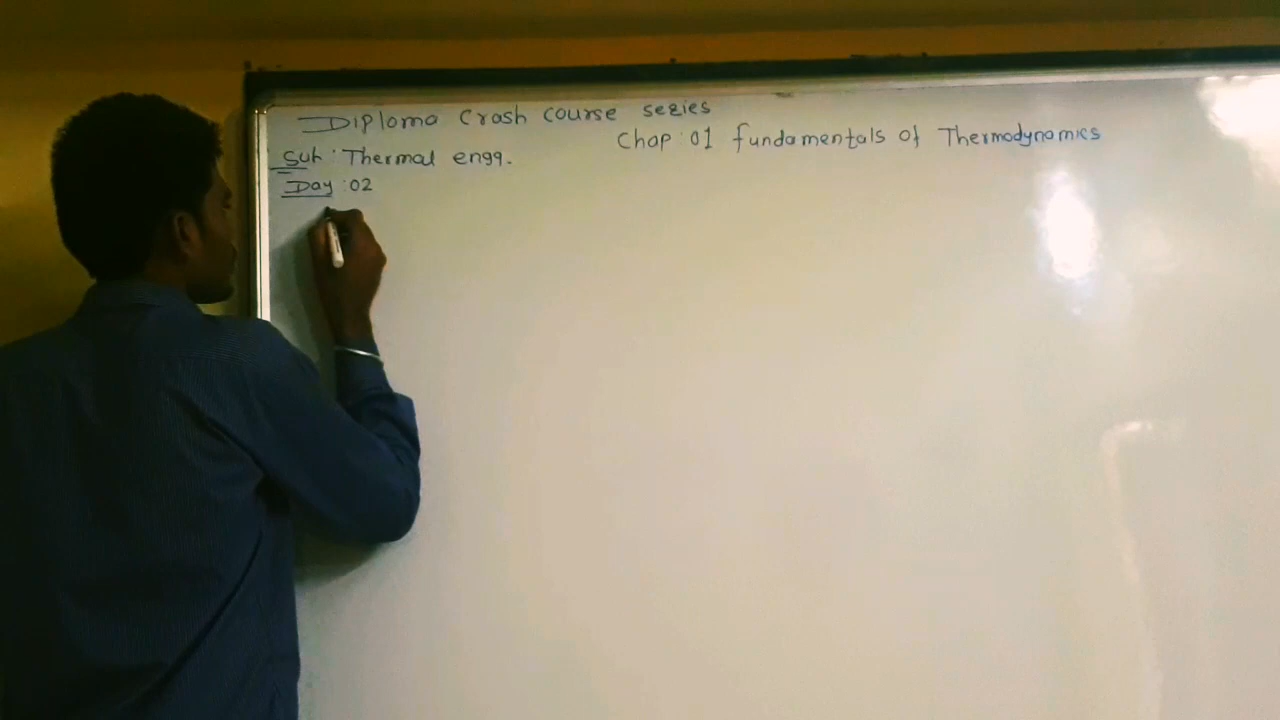 Diploma Crash course series
Chap :01 fundamentals of Thermodynamics
Sub : Thermal engg.
Day :02